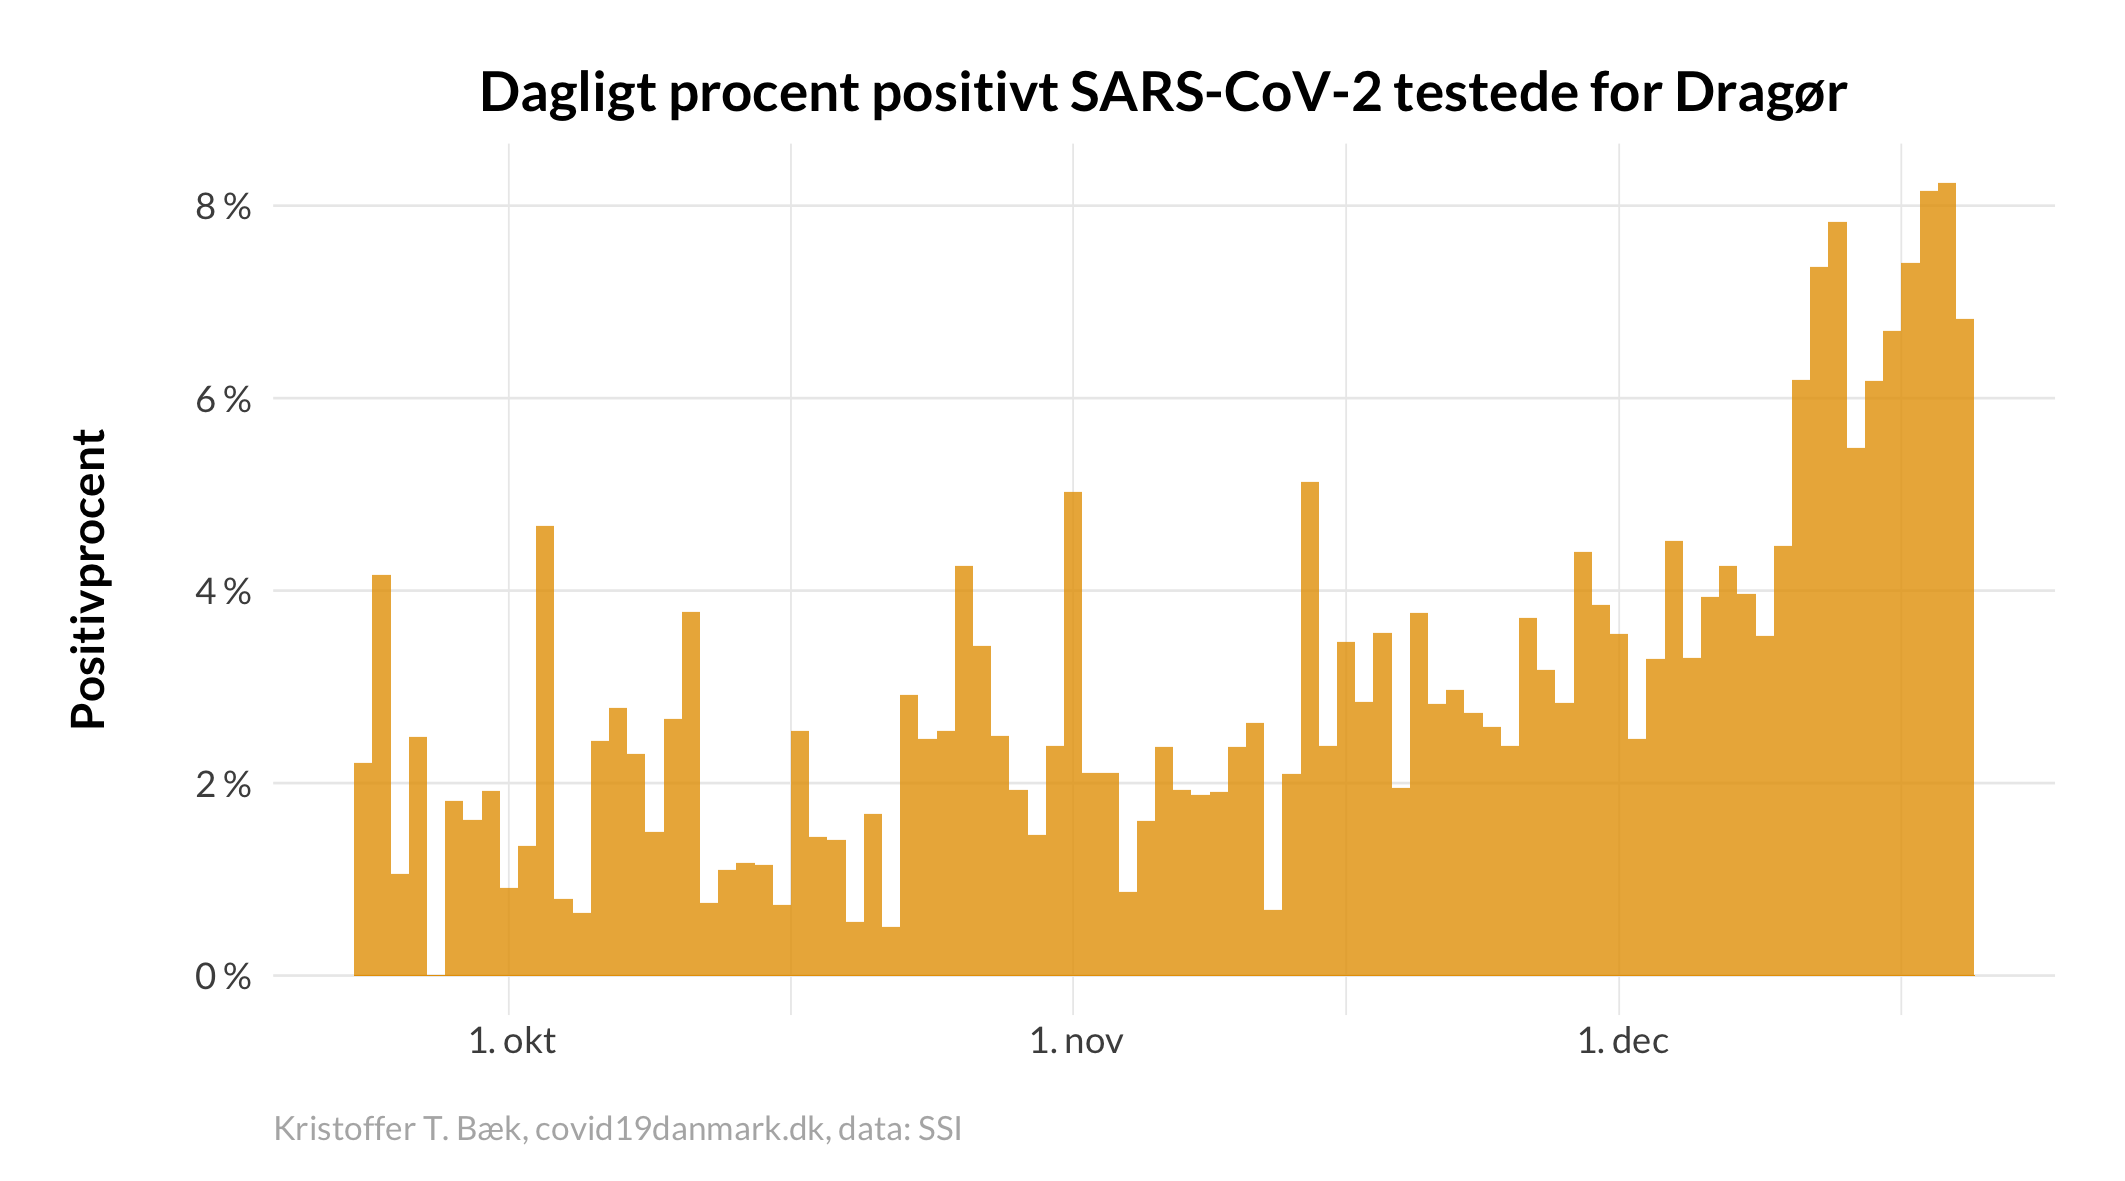 Dagligt procent positivt SARS-CoV-2 testede for Dragør
Positivprocent
8 %
6 %
4 %
2 %
0 %
1. okt
1. nov
1. dec
Kristoffer T. Bæk, covid19danmark.dk, data: SSI